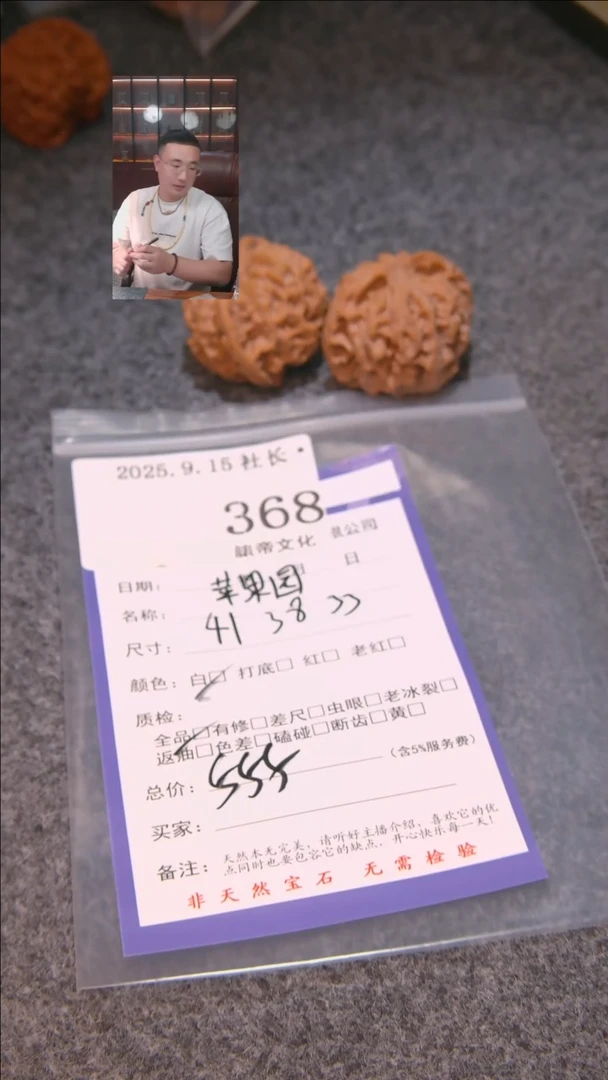 2025.9.15 社长
368
缶帝文化 限公司
日期： 月 日
名称： 苹果园
尺寸： 41 38 33
颜色：白□ 打底□ 红□ 老红□
质检：
全品□有修□差尺□虫眼□老冰裂□
返油□色差□磕碰□断齿□黄□
总价： 555 （含5%服务费）
买家：
备注：天然本无完美，请听好主播介绍，喜欢它的优
点同时也要包容它的缺点，开心快乐每一天！
非天然宝石 无需检验